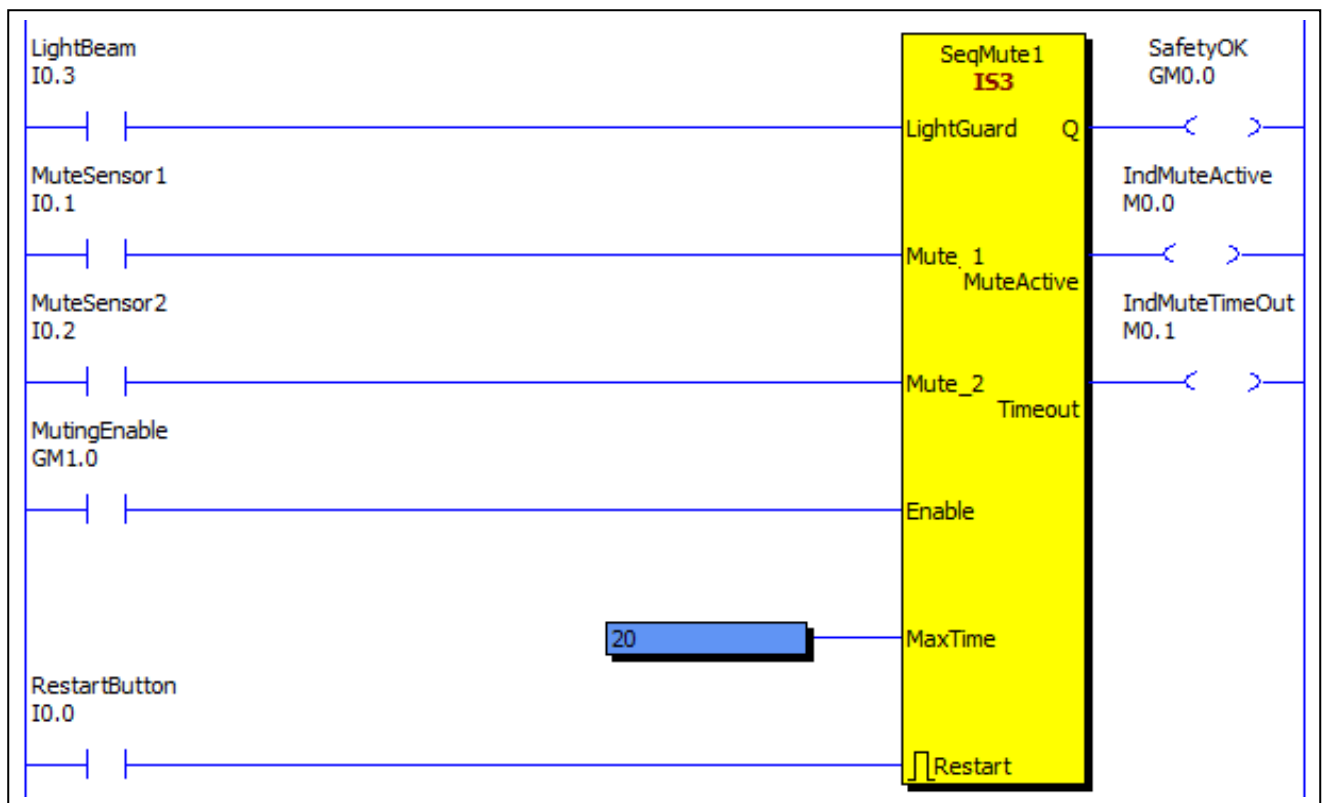 LightBeam
I0.3
MuteSensor1
I0.1
MuteSensor2
I0.2
MutingEnable
GM1.0
20
RestartButton
I0.0
SeqMute1
IS3
LightGuard Q
Mute_1
MuteActive
Mute_2
Timeout
Enable
MaxTime
Restart
SafetyOK
GM0.0
IndMuteActive
M0.0
IndMuteTimeOut
M0.1